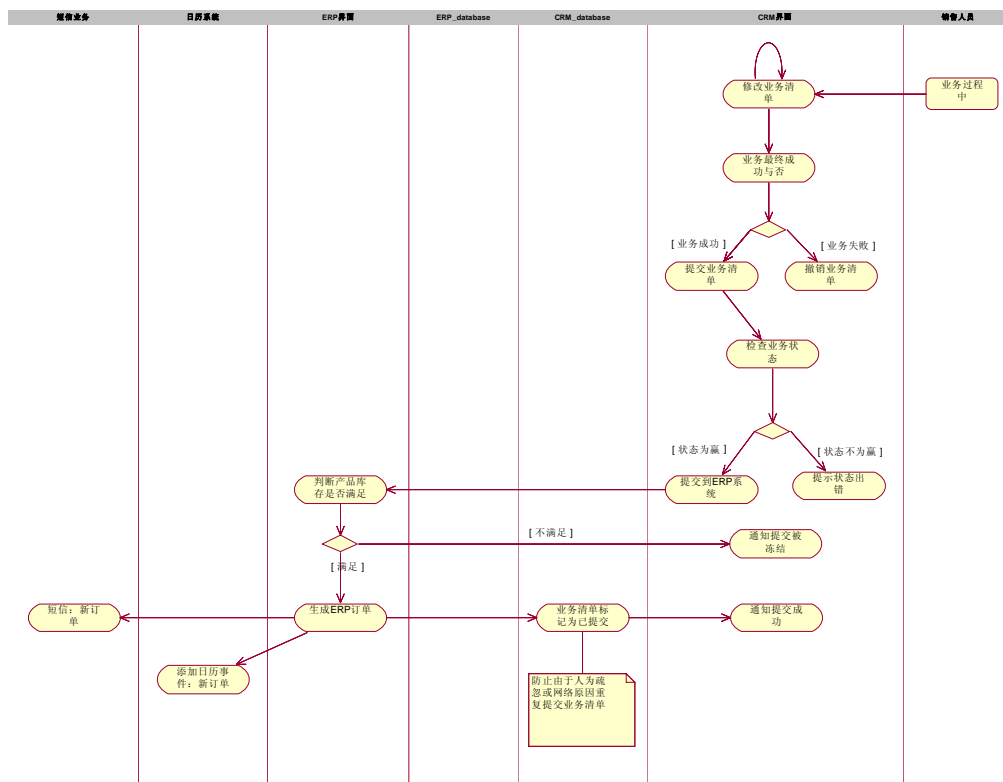 短信业务
日历系统
ERP界面
ERP_database
CRM_database
CRM界面
销售人员
修改业务清
单
业务过程
中
业务最终成
功与否
[ 业务成功 ]
[ 业务失败 ]
提交业务清
单
撤销业务清
单
检查业务状
态
[ 状态为赢 ]
[ 状态不为赢 ]
判断产品库
存是否满足
提交到ERP系
统
提示状态出
错
[ 不满足 ]
通知提交被
冻结
[ 满足 ]
短信：新订
单
生成ERP订单
业务清单标
记为已提交
通知提交成
功
添加日历事
件：新订单
防止由于人为疏
忽或网络原因重
复提交业务清单